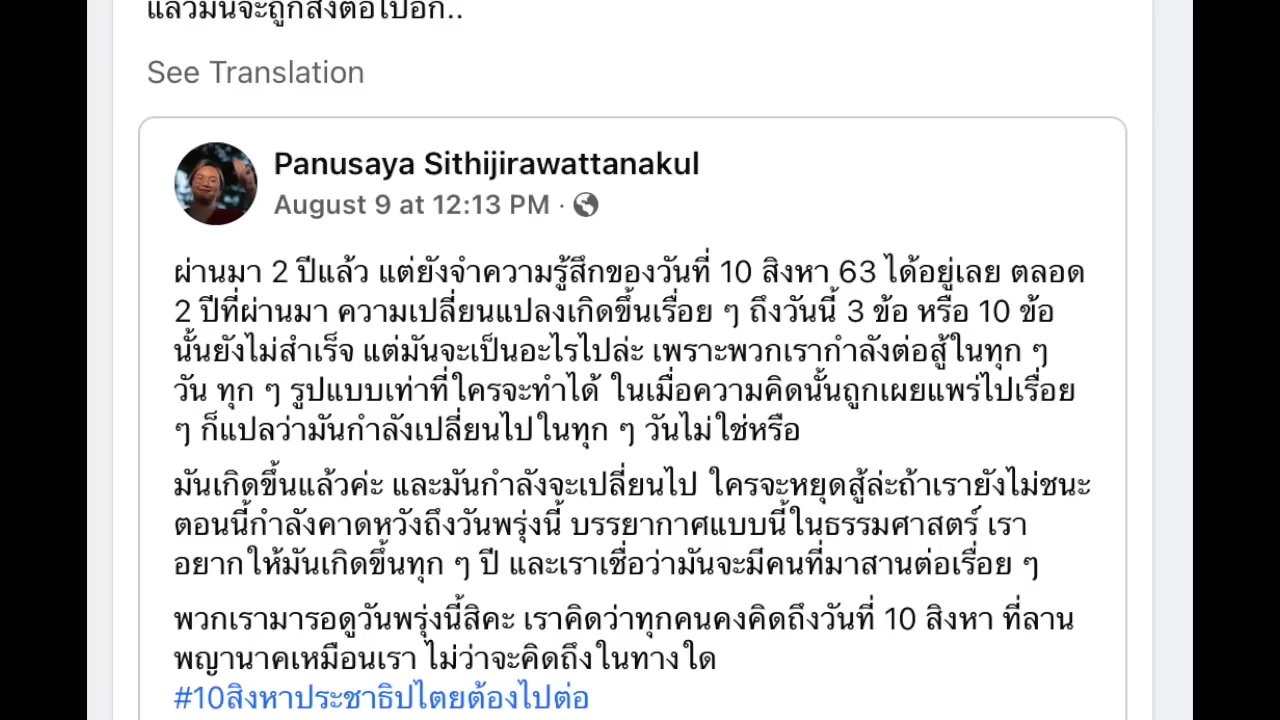 แล้วมันจะถูกส่งต่อไปอีก..
See Translation
Panusaya Sithijirawattanakul
August 9 at 12:13 PM ·
ผ่านมา 2 ปีแล้ว แต่ยังจำความรู้สึกของวันที่ 10 สิงหา 63 ได้อยู่เลย ตลอด
2 ปีที่ผ่านมา ความเปลี่ยนแปลงเกิดขึ้นเรื่อย ๆ ถึงวันนี้ 3 ข้อ หรือ 10 ข้อ
นั้นยังไม่สำเร็จ แต่มันจะเป็นอะไรไปล่ะ เพราะพวกเรากำลังต่อสู้ในทุก ๆ
วัน ทุก ๆ รูปแบบเท่าที่ใครจะทำได้ ในเมื่อความคิดนั้นถูกเผยแพร่ไปเรื่อย
ๆ ก็แปลว่ามันกำลังเปลี่ยนไปในทุก ๆ วันไม่ใช่หรือ
มันเกิดขึ้นแล้วค่ะ และมันกำลังจะเปลี่ยนไป ใครจะหยุดสู้ล่ะถ้าเรายังไม่ชนะ
ตอนนี้กำลังคาดหวังถึงวันพรุ่งนี้ บรรยากาศแบบนี้ในธรรมศาสตร์ เรา
อยากให้มันเกิดขึ้นทุก ๆ ปี และเราเชื่อว่ามันจะมีคนที่มาสานต่อเรื่อย ๆ
พวกเรามารอดูวันพรุ่งนี้สิคะ เราคิดว่าทุกคนคงคิดถึงวันที่ 10 สิงหา ที่ลาน
พญานาคเหมือนเรา ไม่ว่าจะคิดถึงในทางใด
#10สิงหาประชาธิปไตยต้องไปต่อ